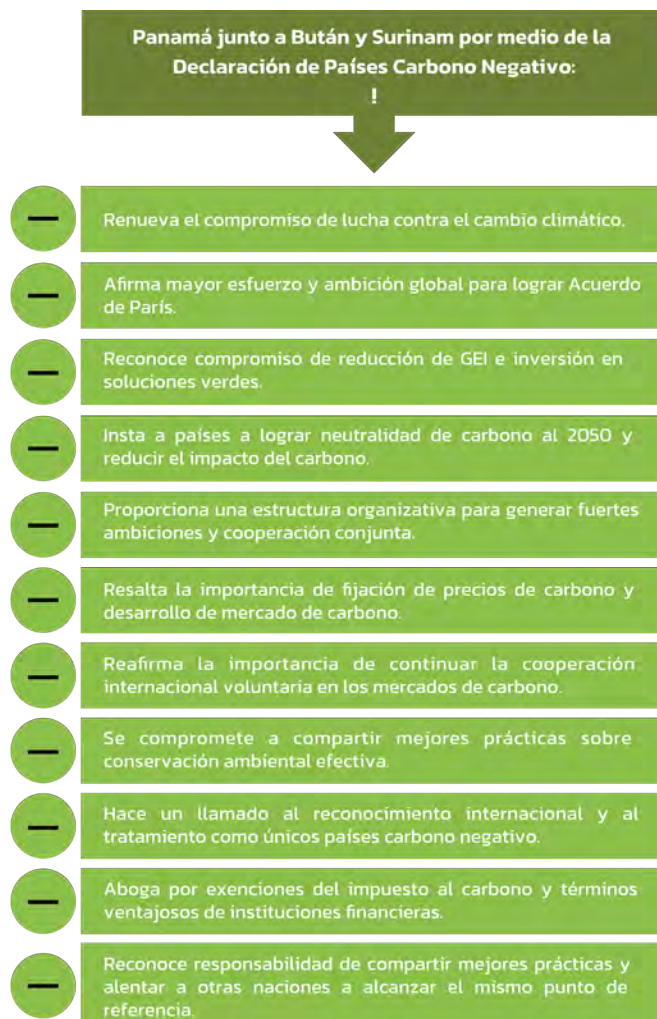 Panamá junto a Bután y Surinam por medio de la
Declaración de Países Carbono Negativo:
!
Renueva el compromiso de lucha contra el cambio climático.
Afirma mayor esfuerzo y ambición global para lograr Acuerdo
de París.
Reconoce compromiso de reducción de GEI e inversión en
soluciones verdes.
Insta a países a lograr neutralidad de carbono al 2050 y
reducir el impacto del carbono.
Proporciona una estructura organizativa para generar fuertes
ambiciones y cooperación conjunta.
Resalta la importancia de fijación de precios de carbono y
desarrollo de mercado de carbono.
Reafirma la importancia de continuar la cooperación
internacional voluntaria en los mercados de carbono.
Se compromete a compartir mejores prácticas sobre
conservación ambiental efectiva.
Hace un llamado al reconocimiento internacional y al
tratamiento como únicos países carbono negativo.
Aboga por exenciones del impuesto al carbono y términos
ventajosos de instituciones financieras.
Reconoce responsabilidad de compartir mejores prácticas y
alentar a otras naciones a alcanzar el mismo punto de
referencia.